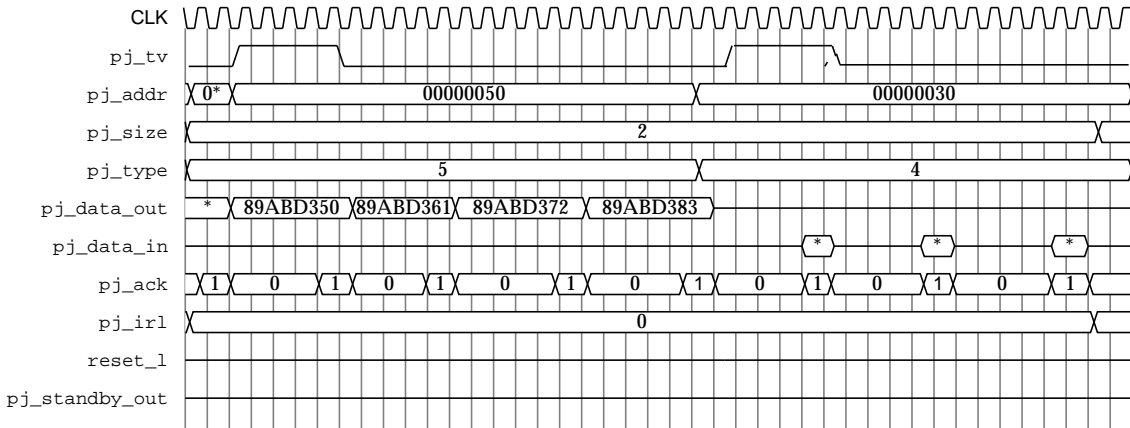 CLK
pj_tv
pj_addr 0* 00000050 00000030
pj_size 2
pj_type 5 4
pj_data_out * 89ABD350 89ABD361 89ABD372 89ABD383
pj_data_in * * *
pj_ack 1 0 1 0 1 0 1 0 1 0 1 0 1 0 1
pj_irl 0
reset_l
pj_standby_out